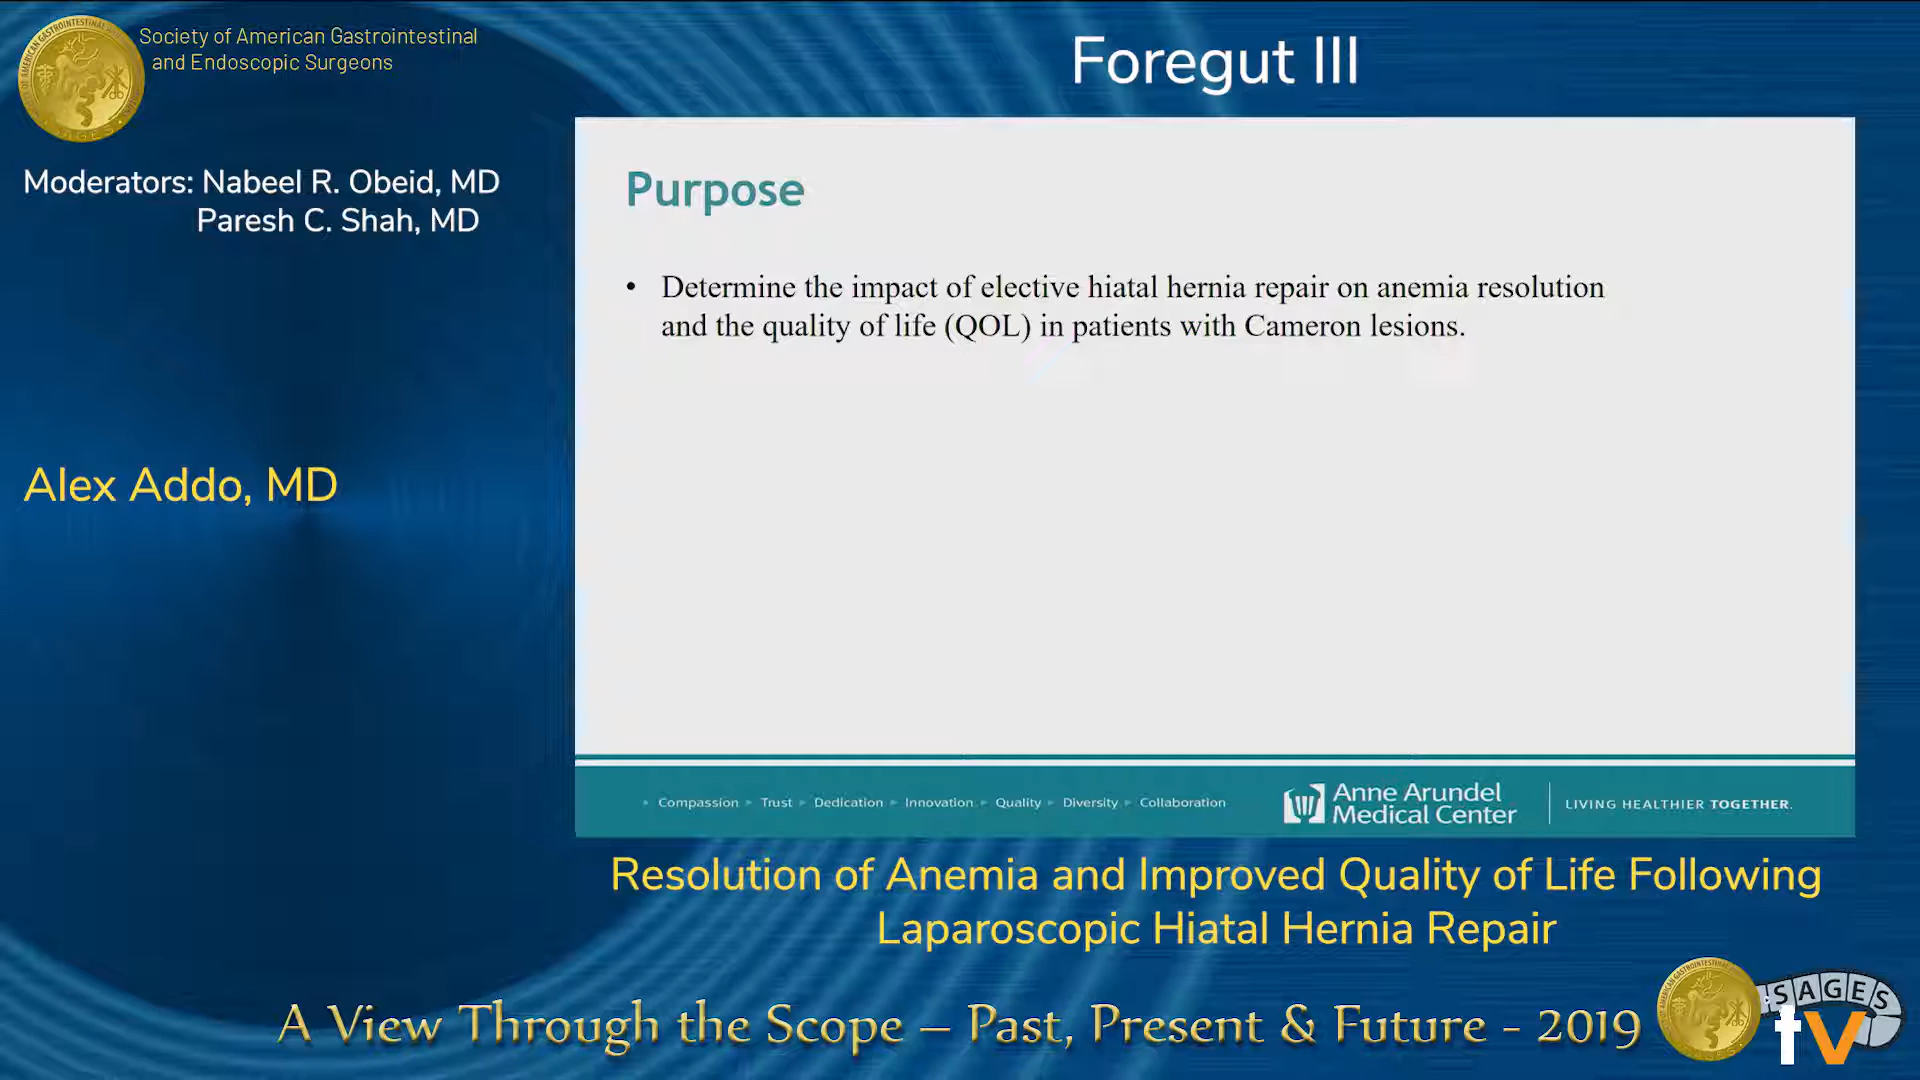 Society of American Gastrointestinal
and Endoscopic Surgeons
Foregut III
Moderators: Nabeel R. Obeid, MD
Paresh C. Shah, MD
Alex Addo, MD
Purpose
• Determine the impact of elective hiatal hernia repair on anemia resolution
and the quality of life (QOL) in patients with Cameron lesions.
Compassion Trust Dedication Innovation Quality Diversity Collaboration
Anne Arundel
Medical Center
LIVING HEALTHIER TOGETHER.
Resolution of Anemia and Improved Quality of Life Following
Laparoscopic Hiatal Hernia Repair
A View Through the Scope – Past, Present & Future - 2019
SAGES
tv